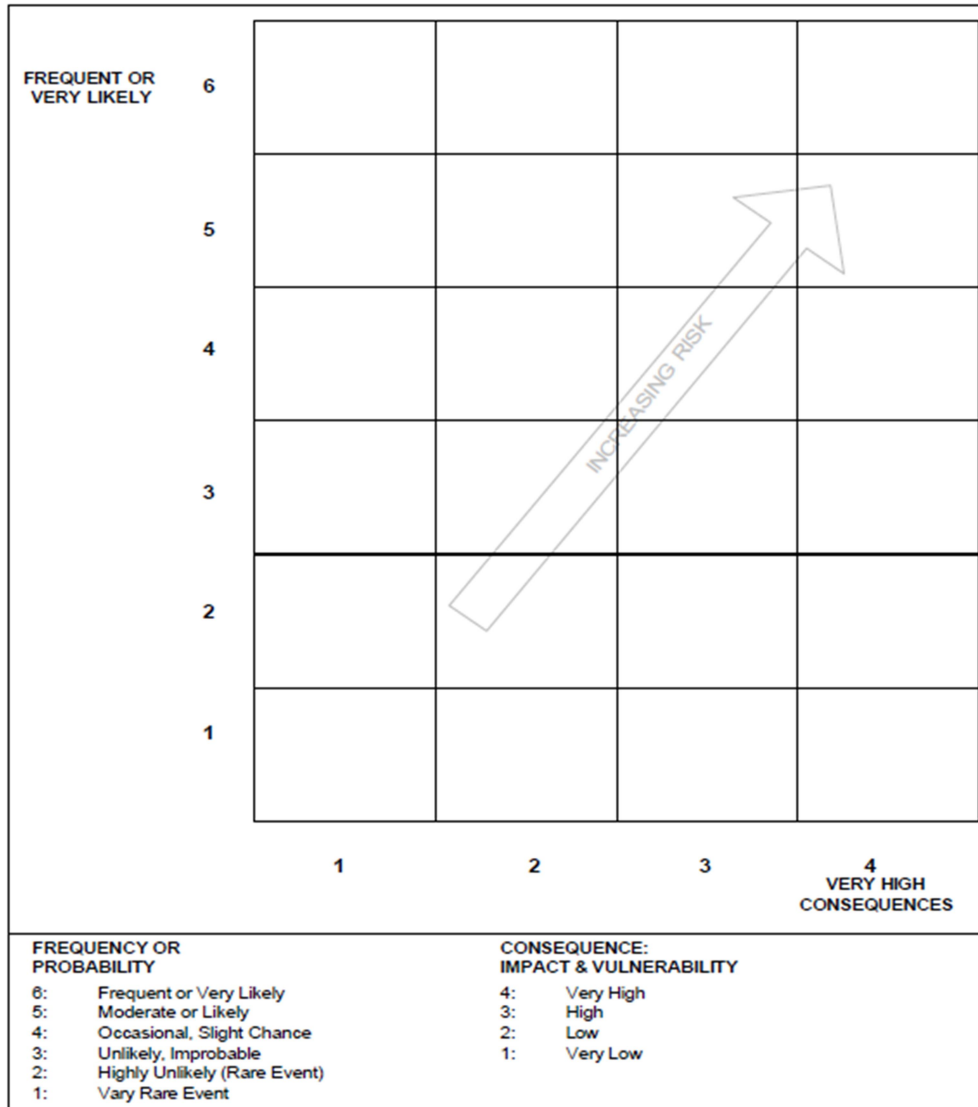 FREQUENT OR
VERY LIKELY
6
5
4
3
2
1
INCREASING RISK
1
2
3
4
VERY HIGH
CONSEQUENCES
FREQUENCY OR
PROBABILITY
6: Frequent or Very Likely
5: Moderate or Likely
4: Occasional, Slight Chance
3: Unlikely, Improbable
2: Highly Unlikely (Rare Event)
1: Vary Rare Event
CONSEQUENCE:
IMPACT & VULNERABILITY
4: Very High
3: High
2: Low
1: Very Low